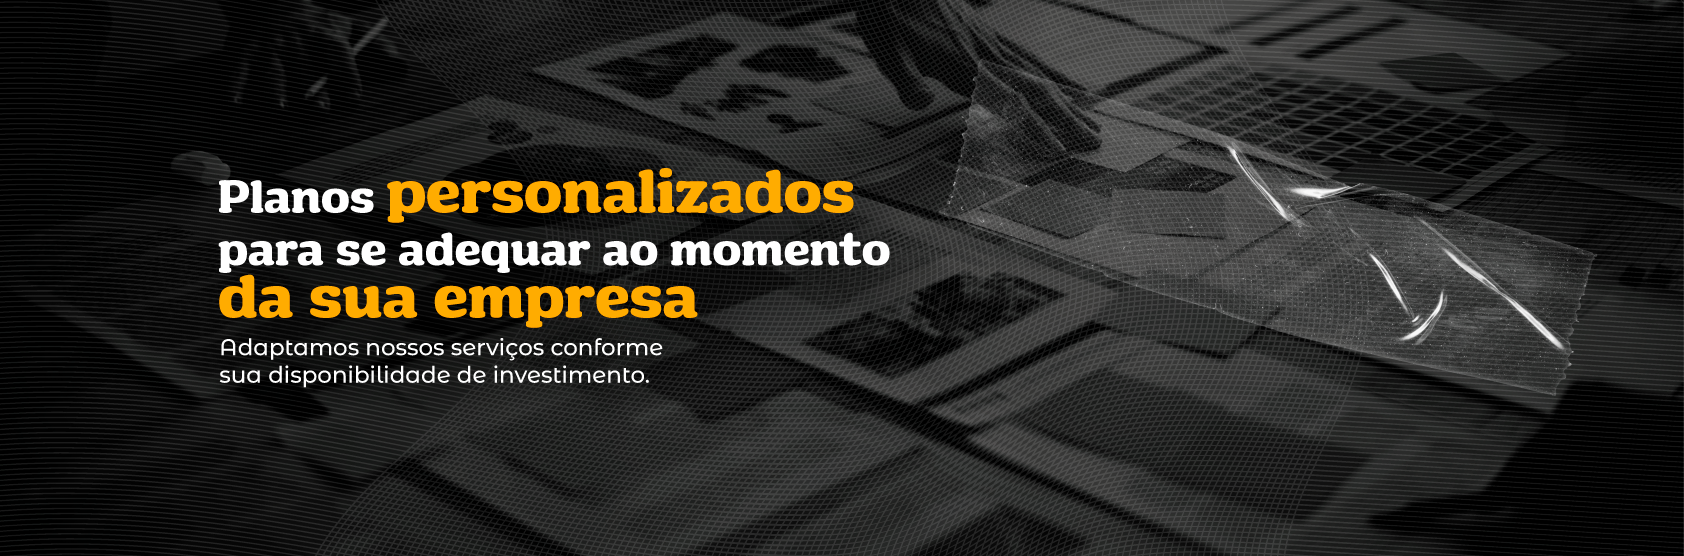 Planos personalizados
para se adequar ao momento
da sua empresa
Adaptamos nossos serviços conforme
sua disponibilidade de investimento.